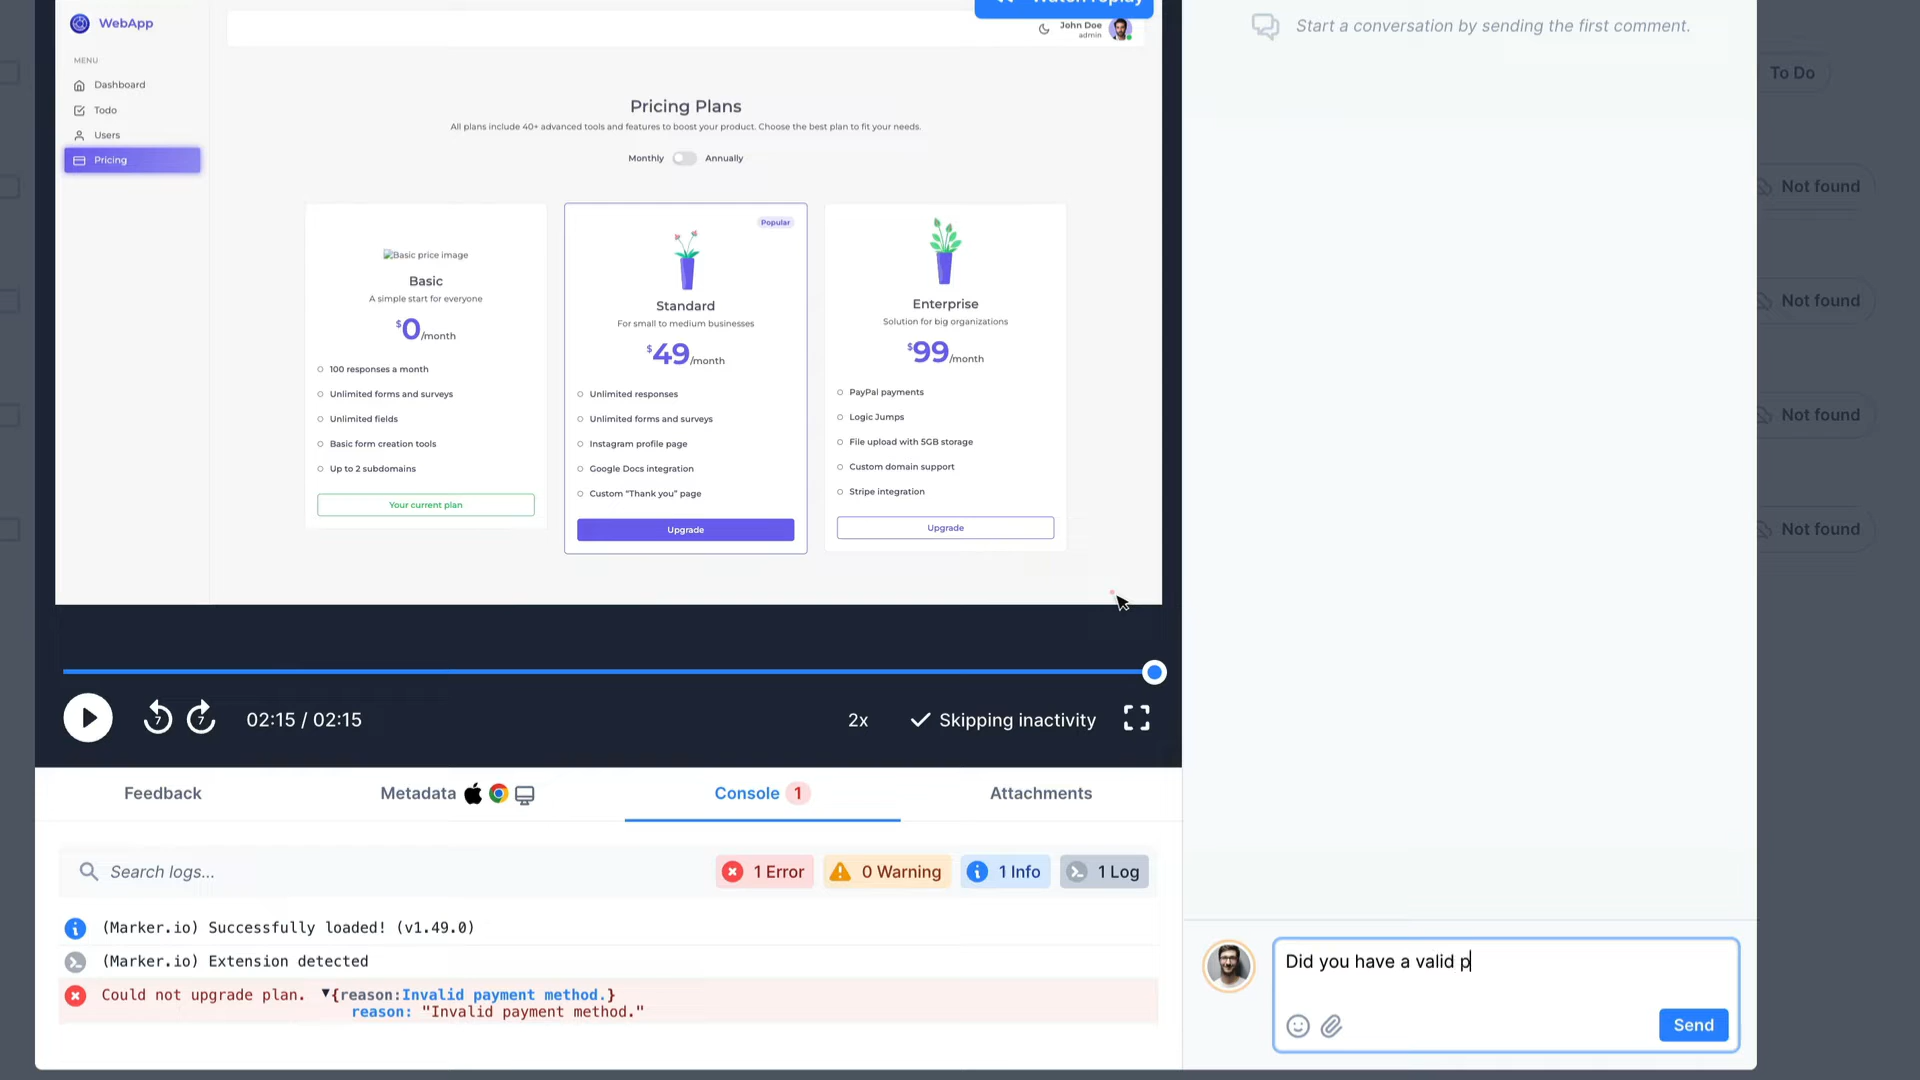 WebApp
MENU
Dashboard
Todo
Users
Pricing
Watch replay
John Doe
admin
Pricing Plans
All plans include 40+ advanced tools and features to boost your product. Choose the best plan to fit your needs.
Monthly Annually
Basic price image
Basic
A simple start for everyone
$0/month
100 responses a month
Unlimited forms and surveys
Unlimited fields
Basic form creation tools
Up to 2 subdomains
Your current plan
Popular
Standard
For small to medium businesses
$49/month
Unlimited responses
Unlimited forms and surveys
Instagram profile page
Google Docs integration
Custom “Thank you” page
Upgrade
Enterprise
Solution for big organizations
$99/month
PayPal payments
Logic Jumps
File upload with 5GB storage
Custom domain support
Stripe integration
Upgrade
7 7 02:15 / 02:15 2x Skipping inactivity
Feedback Metadata Console 1 Attachments
Search logs... 1 Error 0 Warning 1 Info 1 Log
(Marker.io) Successfully loaded! (v1.49.0)
(Marker.io) Extension detected
Could not upgrade plan. ▼{reason:Invalid payment method.}
reason: "Invalid payment method."
Start a conversation by sending the first comment.
Did you have a valid p
Send
To Do
Not found
Not found
Not found
Not found